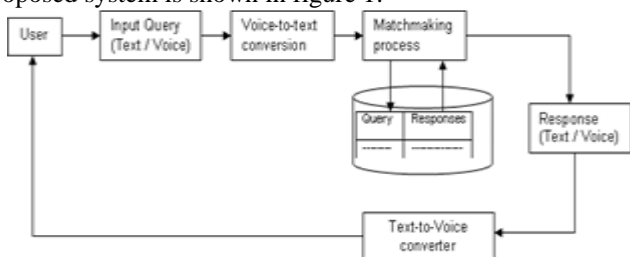 oposed system is shown in figure 1.
User
Input Query
(Text / Voice)
Voice-to-text
conversion
Matchmaking
process
Query
Responses
Response
(Text / Voice)
Text-to-Voice
converter